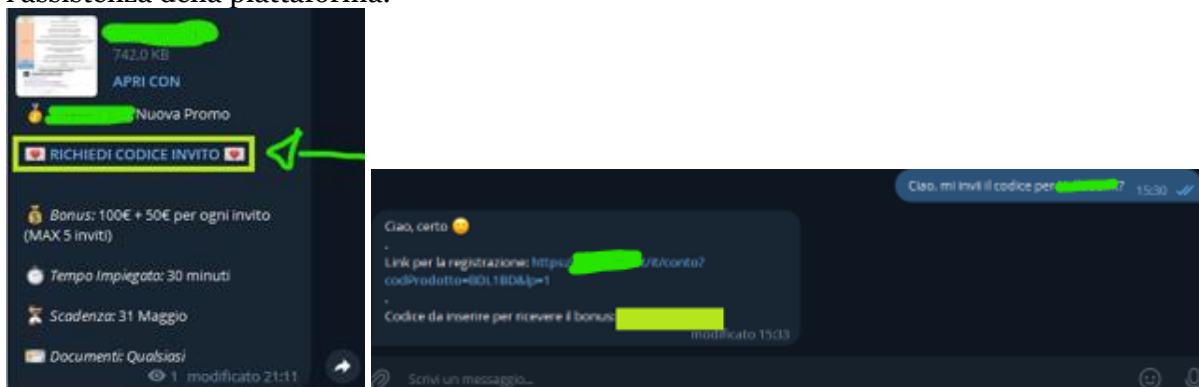 l'assistenza della piattaforma.
742,0 KB
APRI CON
Nuova Promo
RICHIEDI CODICE INVITO
Bonus: 100€ + 50€ per ogni invito
(MAX 5 inviti)
Tempo Impiegato: 30 minuti
Scadenza: 31 Maggio
Documenti: Qualsiasi
1 modificato 21:11
Ciao, mi invii il codice per ?
15:30
Ciao, certo
.
Link per la registrazione: https:/ /it/conto?
codProdotto=BDL1BD&lp=1
.
Codice da inserire per ricevere il bonus:
modificato 15:33
Scrivi un messaggio...